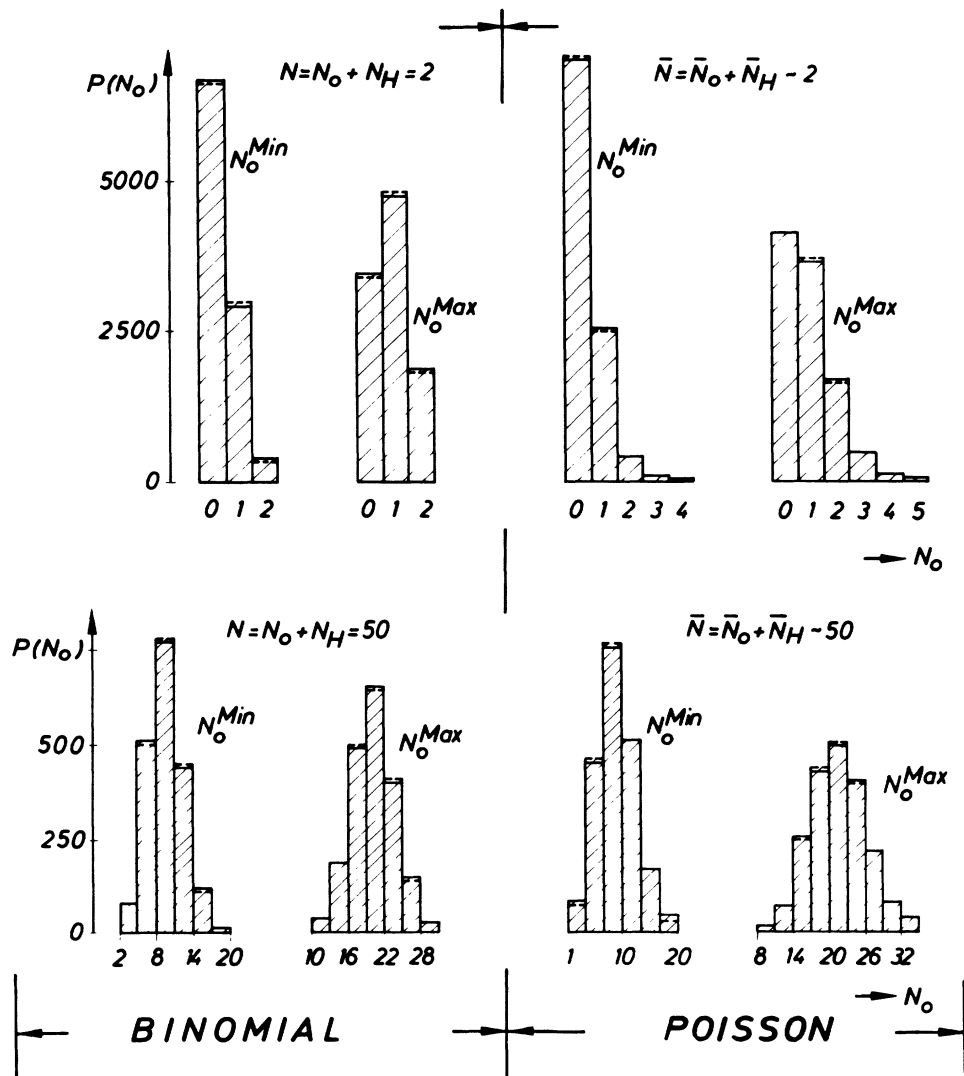 P(N₀) N=N₀ + N_H = 2 N̄=N̄₀ + N̄_H ~ 2
N₀^Min N₀^Min
5000
N₀^Max N₀^Max
2500
0
0 1 2 0 1 2 0 1 2 3 4 0 1 2 3 4 5
→ N₀
P(N₀) N=N₀ + N_H = 50 N̄=N̄₀ + N̄_H ~ 50
N₀^Min N₀^Max N₀^Min N₀^Max
500
250
0
2 8 14 20 10 16 22 28 1 10 20 8 14 20 26 32
→ N₀
BINOMIAL POISSON